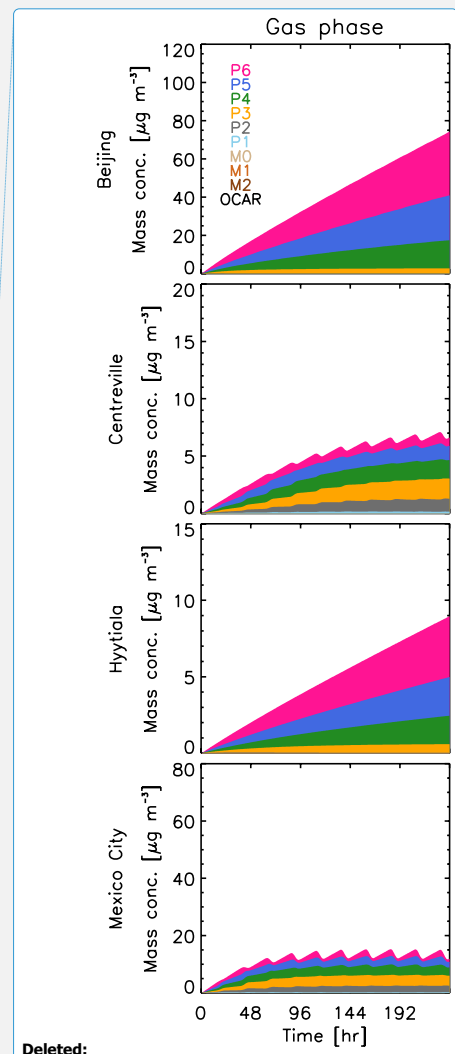 Gas phase
120
100
80
60
40
20
0
Beijing
Mass conc. [μg m⁻³]
P6
P5
P4
P3
P2
P1
M0
M1
M2
OCAR
20
15
10
5
0
Centreville
Mass conc. [μg m⁻³]
15
10
5
0
Hyytiala
Mass conc. [μg m⁻³]
80
60
40
20
0
Mexico City
Mass conc. [μg m⁻³]
0 48 96 144 192
Time [hr]
Deleted: